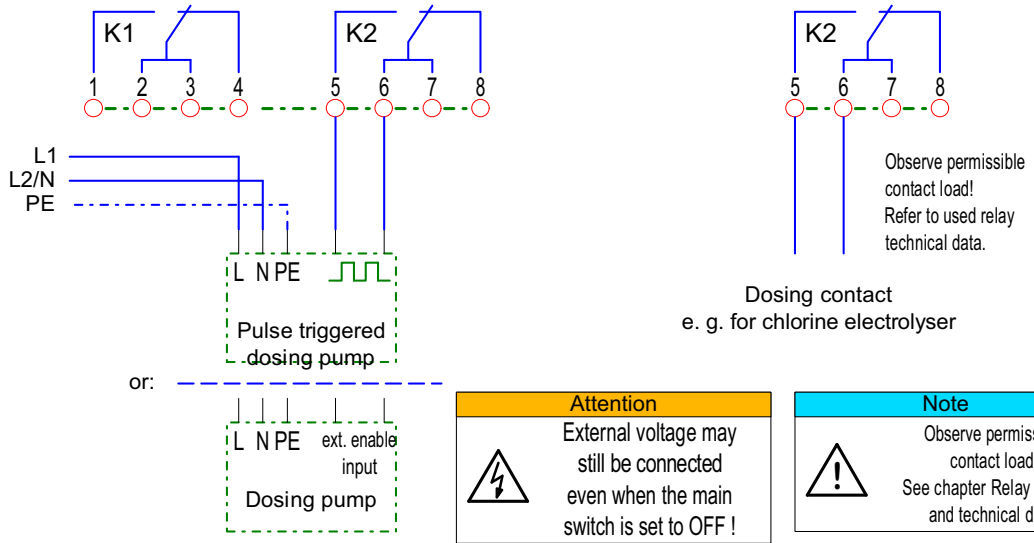 K1
K2
K2
1 2 3 4 5 6 7 8
5 6 7 8
L1
L2/N
PE
Observe permissible
contact load!
Refer to used relay
technical data.
L N PE
Pulse triggered
dosing pump
Dosing contact
e. g. for chlorine electrolyser
or:
L N PE ext. enable
input
Dosing pump
Attention
External voltage may
still be connected
even when the main
switch is set to OFF !
Note
Observe permiss
contact load
See chapter Relay
and technical d